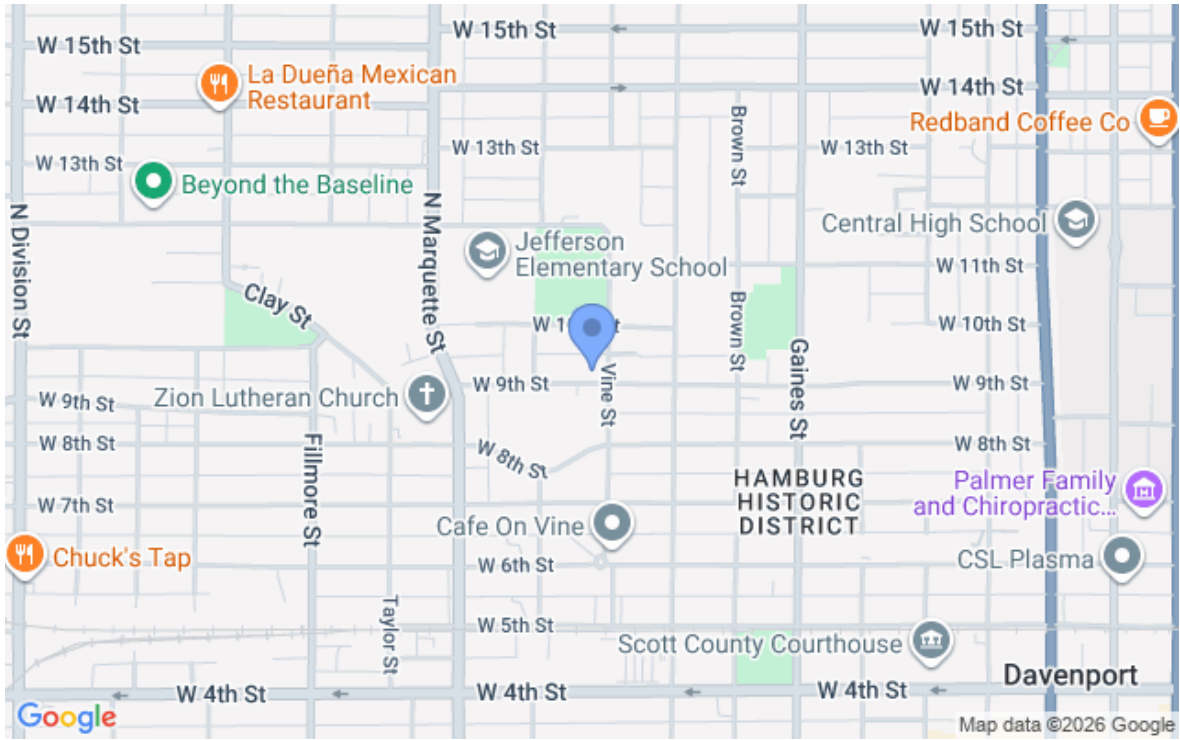 W 15th St
W 15th St
W 15th St
La Dueña Mexican
Restaurant
W 14th St
W 14th St
Redband Coffee Co
Brown St
W 13th St
W 13th St
W 13th St
Beyond the Baseline
N Division St
N Marquette St
Central High School
Jefferson
Elementary School
W 11th St
Clay St
W 10th St
Brown St
Gaines St
Vine St
W 9th St
W 9th St
Zion Lutheran Church
W 9th St
W 8th St
Fillmore St
W 8th St
W 8th St
HAMBURG
HISTORIC
DISTRICT
Palmer Family
and Chiropractic...
W 7th St
Cafe On Vine
Chuck's Tap
W 6th St
CSL Plasma
Taylor St
W 5th St
Scott County Courthouse
Davenport
W 4th St
W 4th St
W 4th St
Google
Map data ©2026 Google